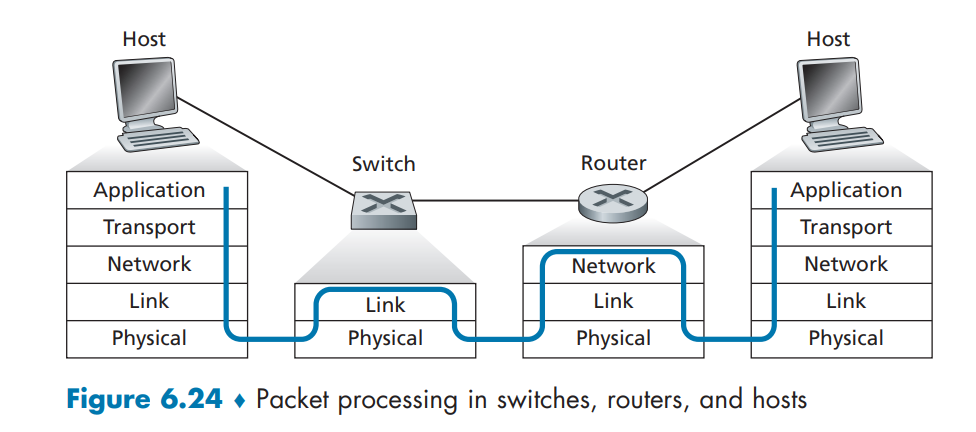 Host
Host
Switch
Router
Application
Transport
Network
Link
Physical
Link
Physical
Network
Link
Physical
Application
Transport
Network
Link
Physical
Figure 6.24 ♦ Packet processing in switches, routers, and hosts